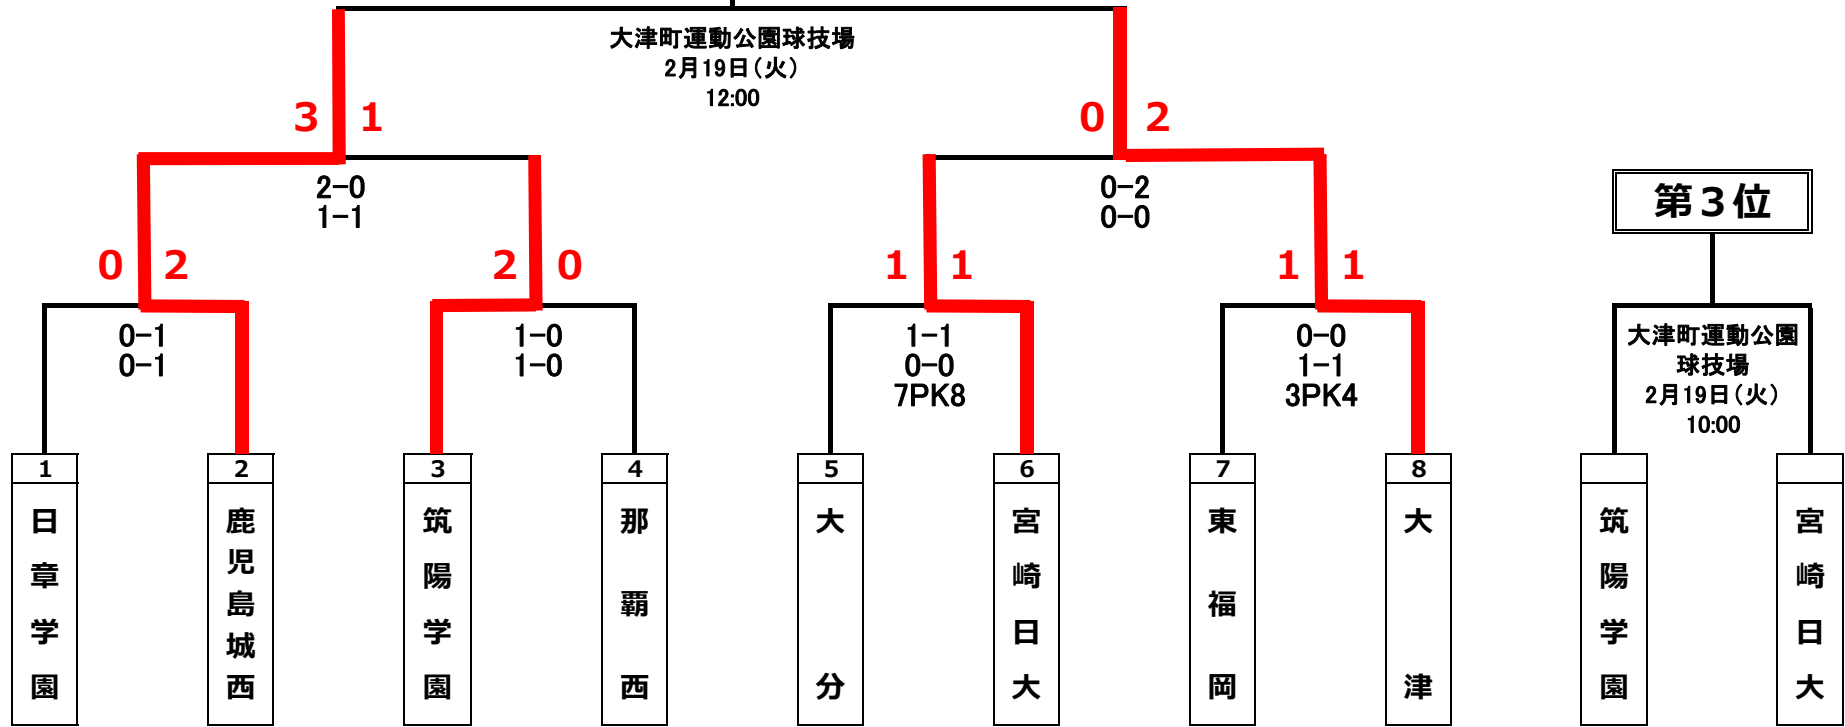 大津町運動公園球技場
2月19日(火)
12:00
3 1
0 2
2-0
1-1
0-2
0-0
第3位
0 2
2 0
1 1
1 1
0-1
0-1
1-0
1-0
1-1
0-0
7PK8
0-0
1-1
3PK4
大津町運動公園
球技場
2月19日(火)
10:00
1
日章学園
2
鹿児島城西
3
筑陽学園
4
那覇西
5
大分
6
宮崎日大
7
東福岡
8
大津
筑陽学園
宮崎日大